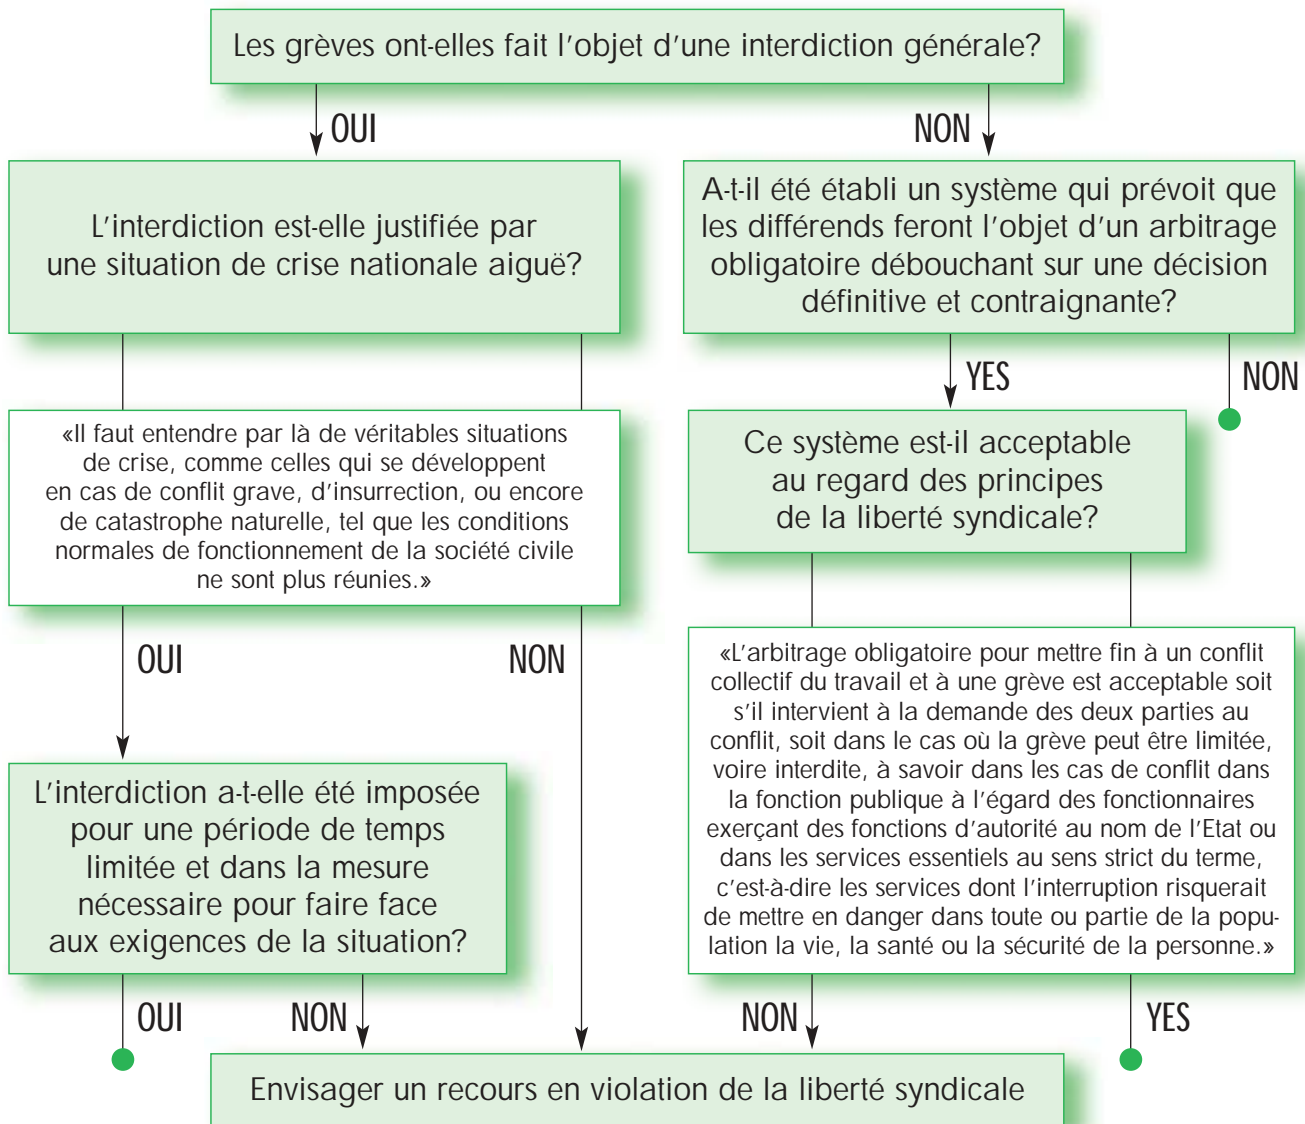 Les grèves ont-elles fait l'objet d'une interdiction générale?
OUI
NON
L'interdiction est-elle justifiée par
une situation de crise nationale aiguë?
A-t-il été établi un système qui prévoit que
les différends feront l'objet d'un arbitrage
obligatoire débouchant sur une décision
définitive et contraignante?
YES
NON
«Il faut entendre par là de véritables situations
de crise, comme celles qui se développent
en cas de conflit grave, d'insurrection, ou encore
de catastrophe naturelle, tel que les conditions
normales de fonctionnement de la société civile
ne sont plus réunies.»
Ce système est-il acceptable
au regard des principes
de la liberté syndicale?
OUI
NON
«L'arbitrage obligatoire pour mettre fin à un conflit
collectif du travail et à une grève est acceptable soit
s'il intervient à la demande des deux parties au
conflit, soit dans le cas où la grève peut être limitée,
voire interdite, à savoir dans les cas de conflit dans
la fonction publique à l'égard des fonctionnaires
exerçant des fonctions d'autorité au nom de l'Etat ou
dans les services essentiels au sens strict du terme,
c'est-à-dire les services dont l'interruption risquerait
de mettre en danger dans toute ou partie de la popu-
lation la vie, la santé ou la sécurité de la personne.»
L'interdiction a-t-elle été imposée
pour une période de temps
limitée et dans la mesure
nécessaire pour faire face
aux exigences de la situation?
OUI
NON
NON
YES
Envisager un recours en violation de la liberté syndicale